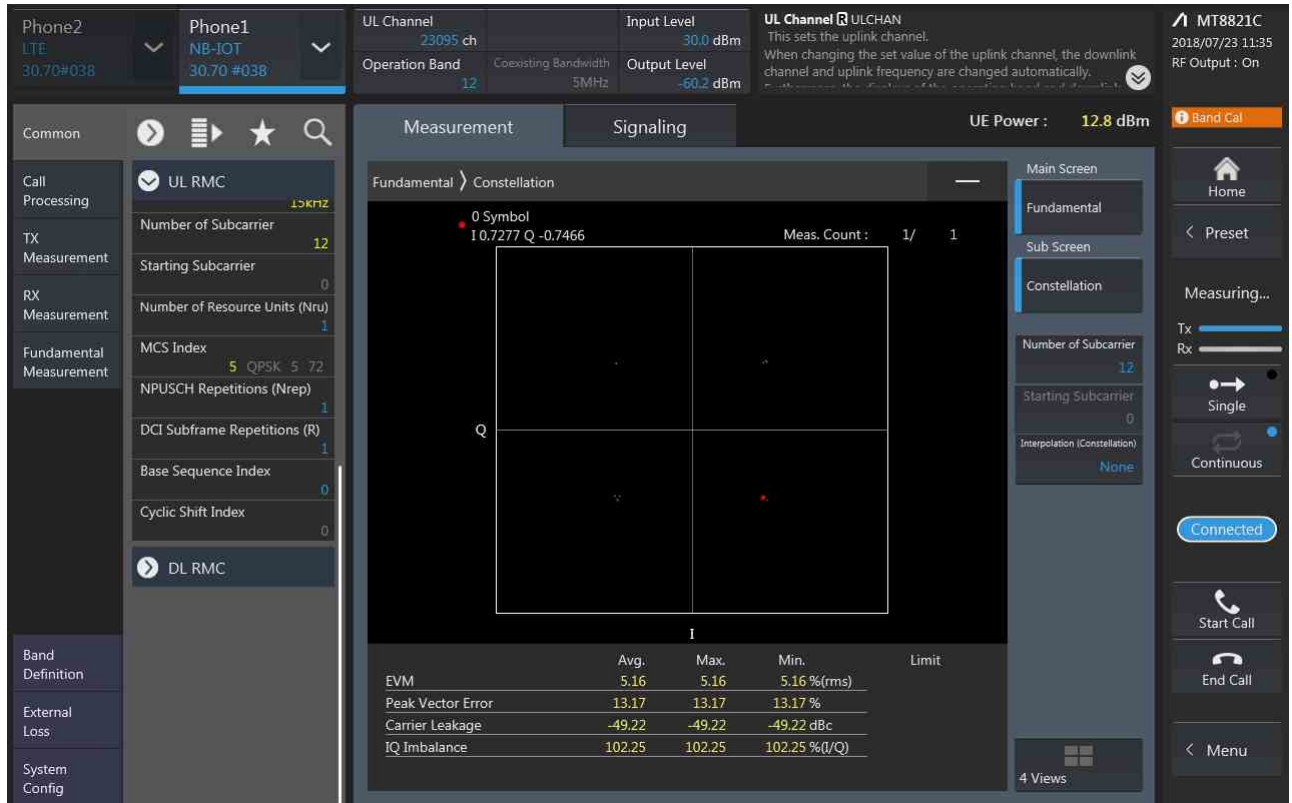 Phone2
LTE
30.70#038
Phone1
NB-IOT
30.70 #038
UL Channel
23095 ch
Operation Band
12
Coexisting Bandwidth
5MHz
Input Level
30.0 dBm
Output Level
-60.2 dBm
UL Channel R ULCHAN
This sets the uplink channel.
When changing the set value of the uplink channel, the downlink
channel and uplink frequency are changed automatically.
MT8821C
2018/07/23 11:35
RF Output : On
Common
Call
Processing
TX
Measurement
RX
Measurement
Fundamental
Measurement
Band
Definition
External
Loss
System
Config
UL RMC
15kHz
Number of Subcarrier
12
Starting Subcarrier
0
Number of Resource Units (Nru)
1
MCS Index
5 QPSK 5 72
NPUSCH Repetitions (Nrep)
1
DCI Subframe Repetitions (R)
1
Base Sequence Index
0
Cyclic Shift Index
0
DL RMC
Measurement
Signaling
UE Power : 12.8 dBm
Fundamental 〉 Constellation
0 Symbol
I 0.7277 Q -0.7466
Meas. Count : 1/ 1
Q
I
Avg. Max. Min. Limit
EVM 5.16 5.16 5.16 %(rms)
Peak Vector Error 13.17 13.17 13.17 %
Carrier Leakage -49.22 -49.22 -49.22 dBc
IQ Imbalance 102.25 102.25 102.25 %(I/Q)
Main Screen
Fundamental
Sub Screen
Constellation
Number of Subcarrier
12
Starting Subcarrier
0
Interpolation (Constellation)
None
4 Views
Band Cal
Home
< Preset
Measuring...
Tx
Rx
Single
Continuous
Connected
Start Call
End Call
< Menu